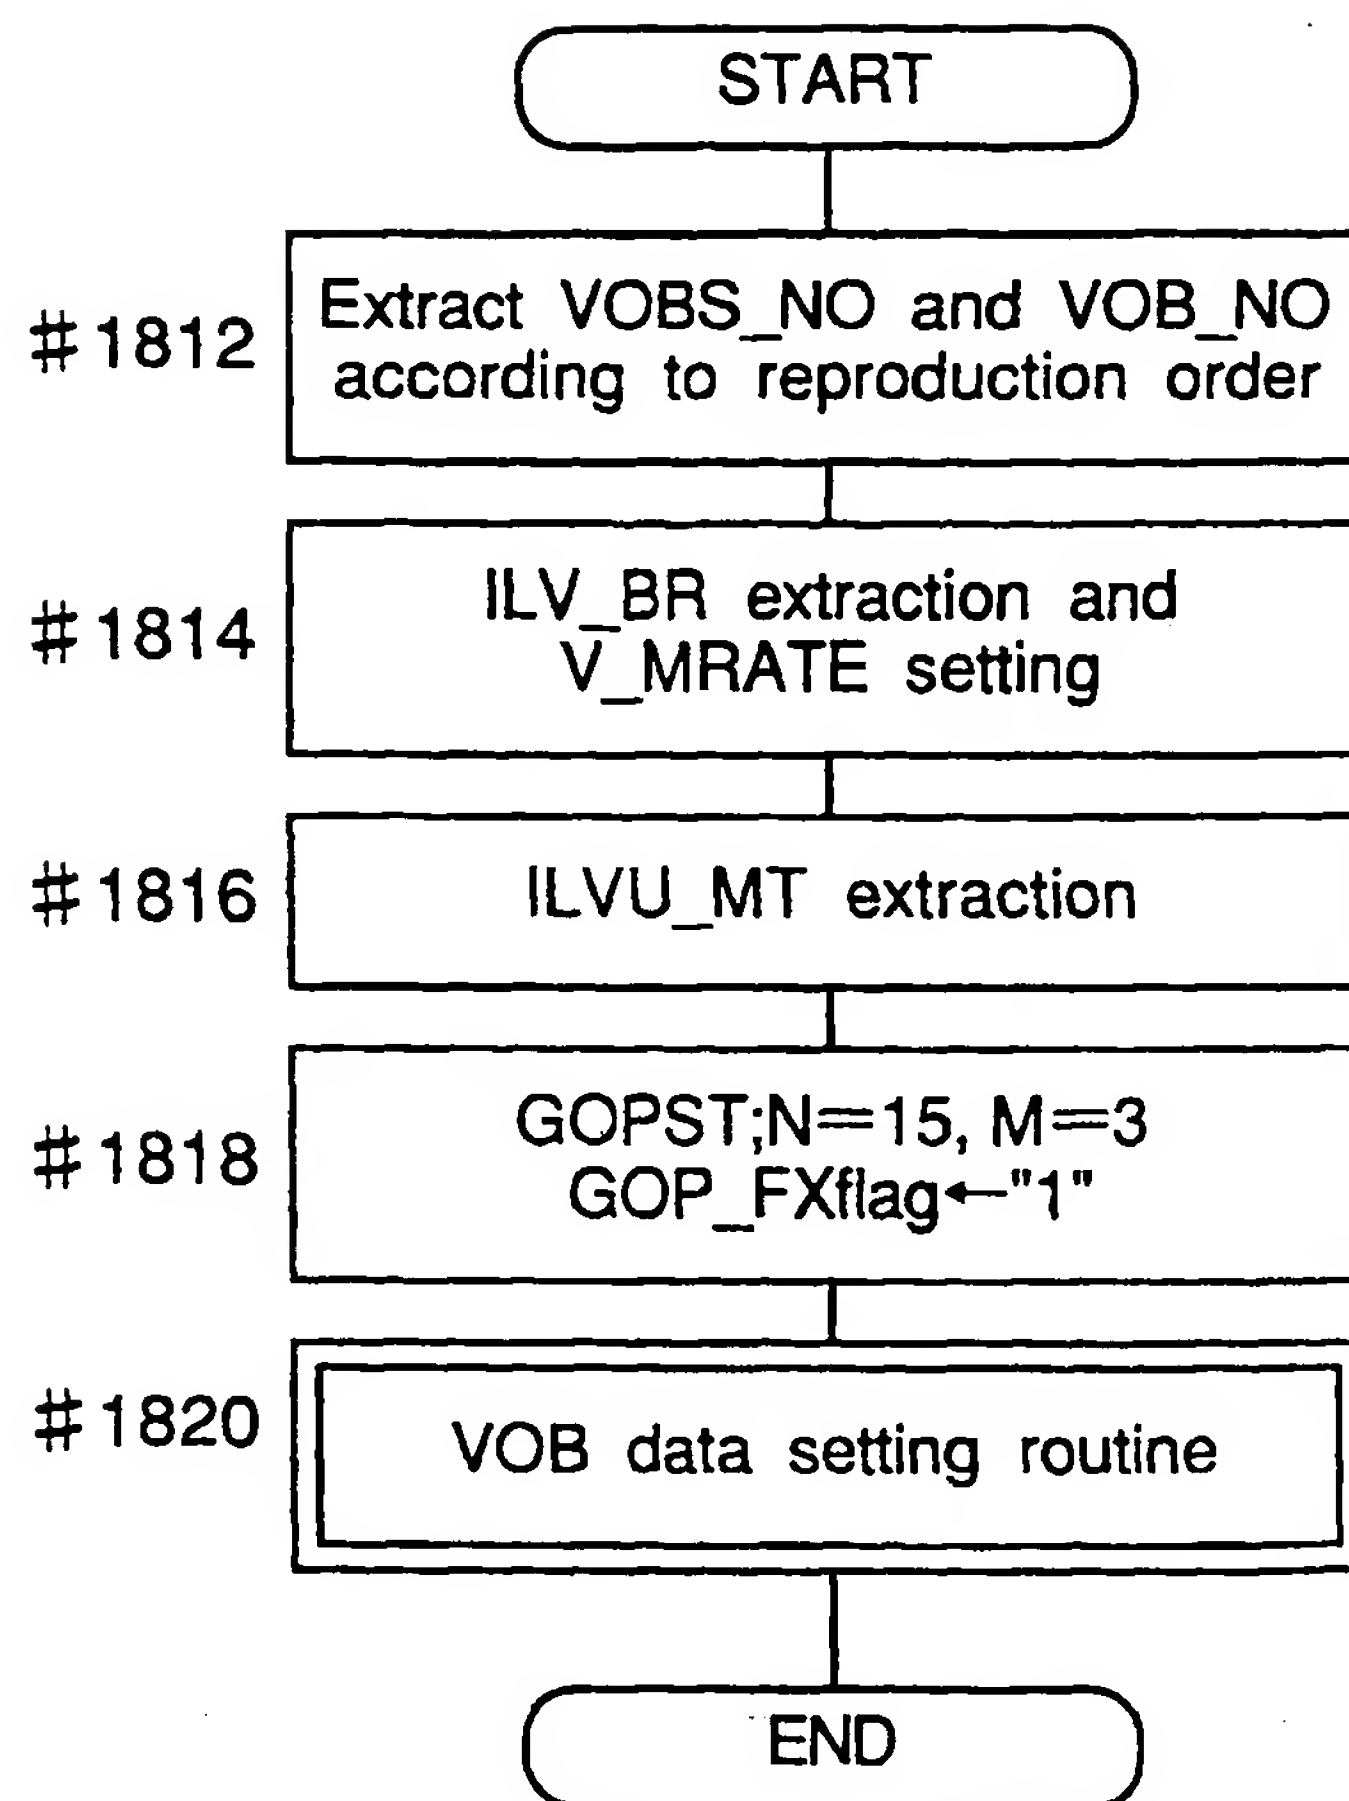 START
#1812
Extract VOBS_NO and VOB_NO
according to reproduction order
#1814
ILV_BR extraction and
V_MRATE setting
#1816
ILVU_MT extraction
#1818
GOPST;N=15, M=3
GOP_FXflag←"1"
#1820
VOB data setting routine
END